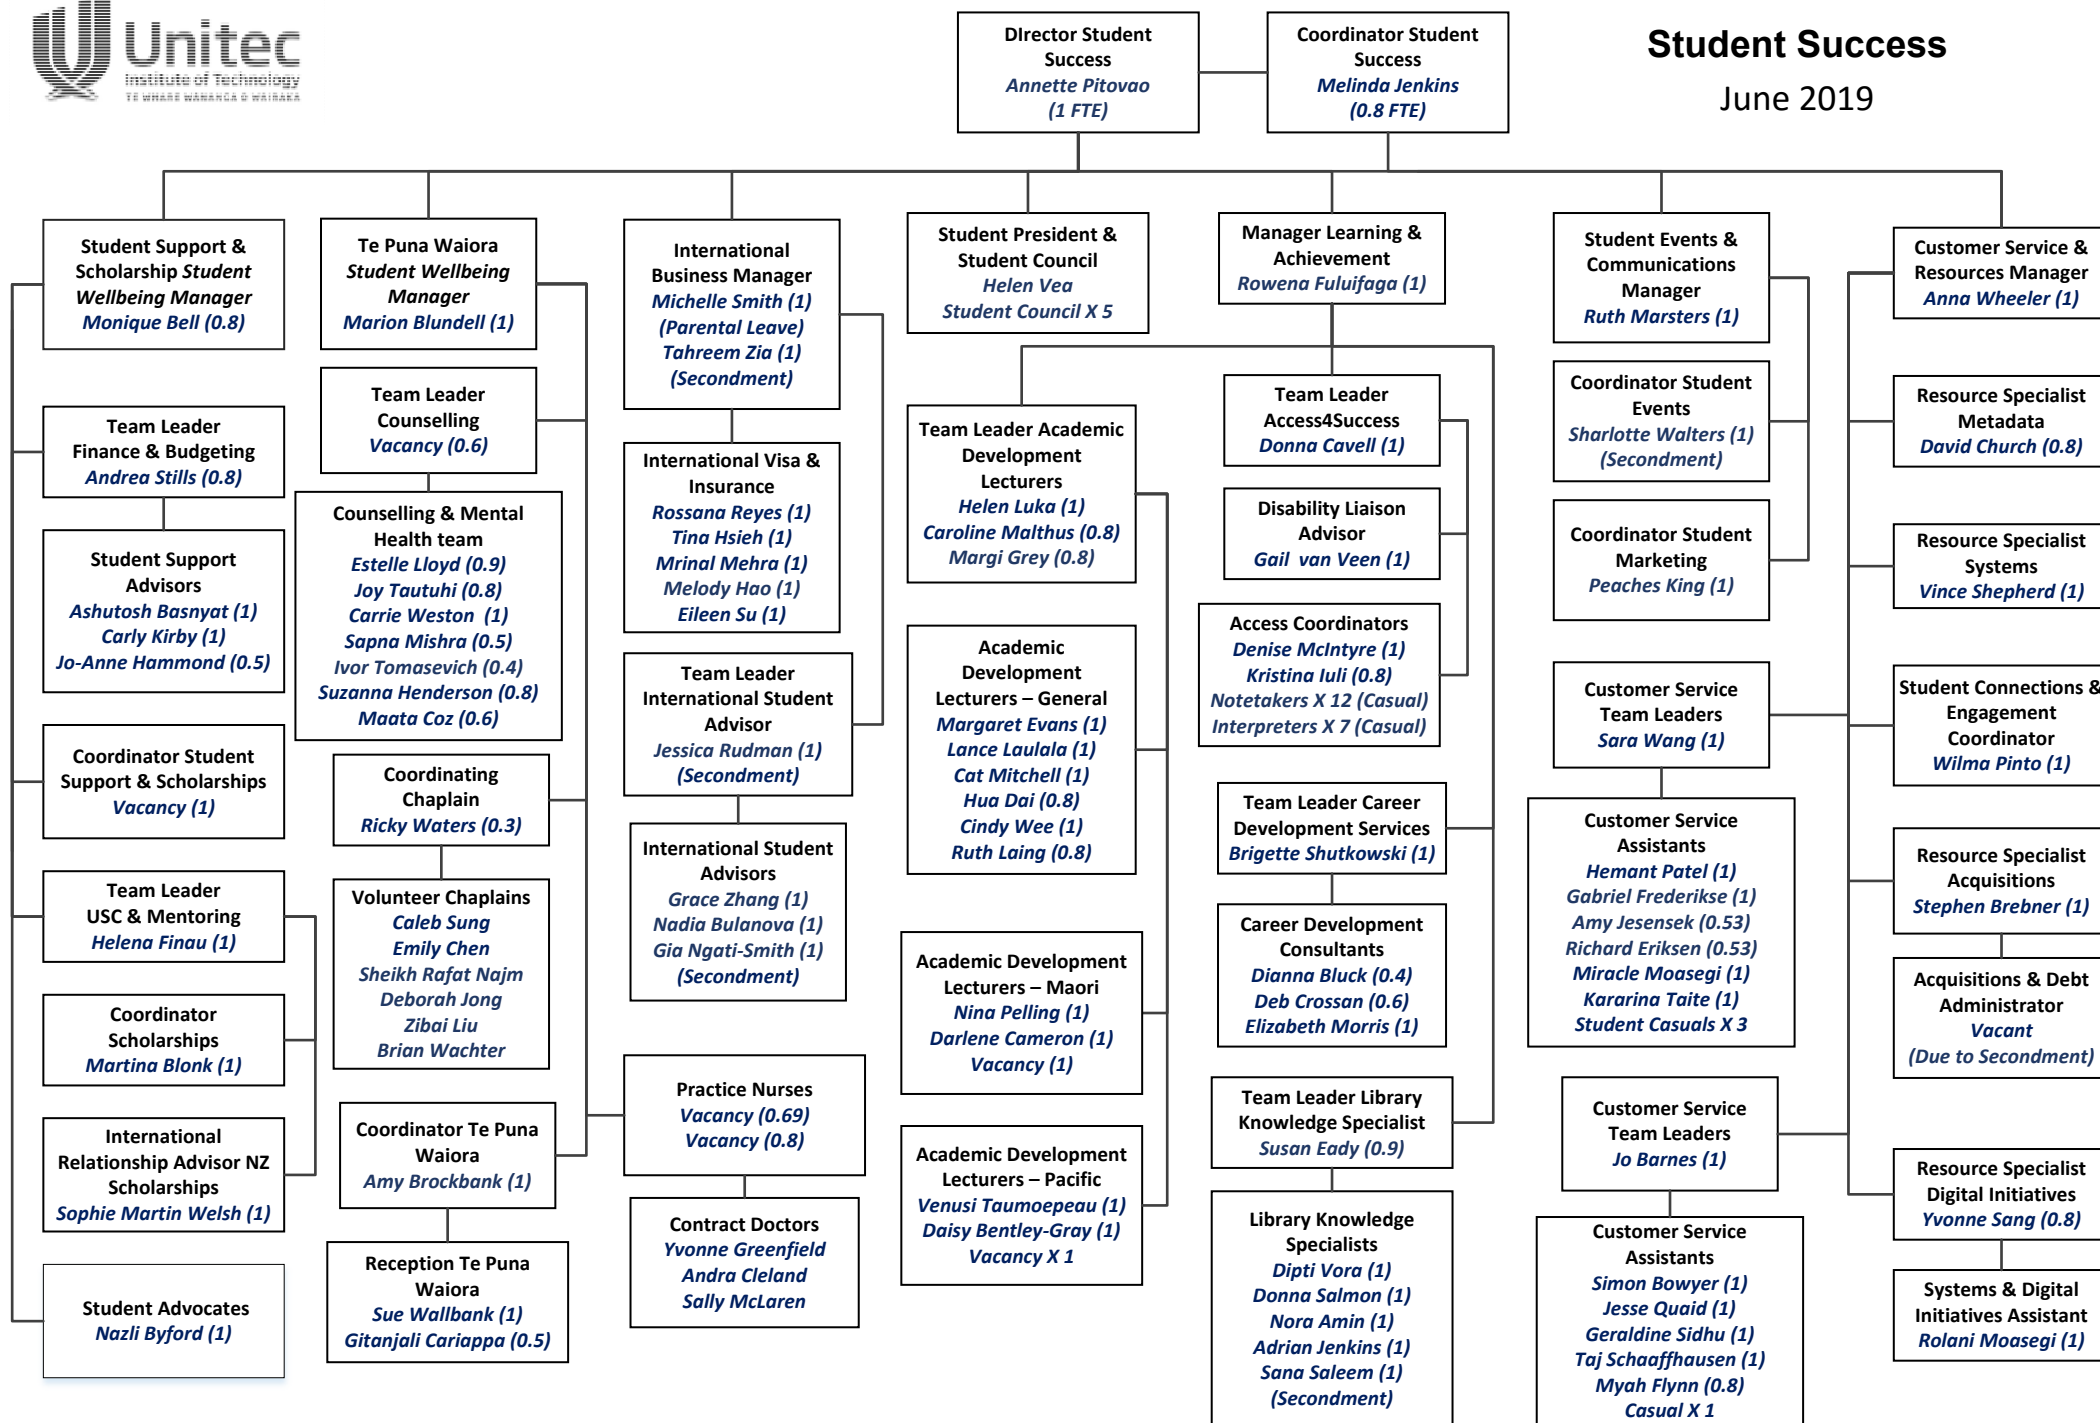 Unitec
Institute of Technology
TE WHARE WANANGA O WAIRAKA
Student Success
June 2019
DIrector Student
Success
Annette Pitovao
(1 FTE)
Coordinator Student
Success
Melinda Jenkins
(0.8 FTE)
Student Support &
Scholarship Student
Wellbeing Manager
Monique Bell (0.8)
Team Leader
Finance & Budgeting
Andrea Stills (0.8)
Student Support
Advisors
Ashutosh Basnyat (1)
Carly Kirby (1)
Jo-Anne Hammond (0.5)
Coordinator Student
Support & Scholarships
Vacancy (1)
Team Leader
USC & Mentoring
Helena Finau (1)
Coordinator
Scholarships
Martina Blonk (1)
International
Relationship Advisor NZ
Scholarships
Sophie Martin Welsh (1)
Student Advocates
Nazli Byford (1)
Te Puna Waiora
Student Wellbeing
Manager
Marion Blundell (1)
Team Leader
Counselling
Vacancy (0.6)
Counselling & Mental
Health team
Estelle Lloyd (0.9)
Joy Tautuhi (0.8)
Carrie Weston (1)
Sapna Mishra (0.5)
Ivor Tomasevich (0.4)
Suzanna Henderson (0.8)
Maata Coz (0.6)
Coordinating
Chaplain
Ricky Waters (0.3)
Volunteer Chaplains
Caleb Sung
Emily Chen
Sheikh Rafat Najm
Deborah Jong
Zibai Liu
Brian Wachter
Coordinator Te Puna
Waiora
Amy Brockbank (1)
Reception Te Puna
Waiora
Sue Wallbank (1)
Gitanjali Cariappa (0.5)
International
Business Manager
Michelle Smith (1)
(Parental Leave)
Tahreem Zia (1)
(Secondment)
International Visa &
Insurance
Rossana Reyes (1)
Tina Hsieh (1)
Mrinal Mehra (1)
Melody Hao (1)
Eileen Su (1)
Team Leader
International Student
Advisor
Jessica Rudman (1)
(Secondment)
International Student
Advisors
Grace Zhang (1)
Nadia Bulanova (1)
Gia Ngati-Smith (1)
(Secondment)
Practice Nurses
Vacancy (0.69)
Vacancy (0.8)
Contract Doctors
Yvonne Greenfield
Andra Cleland
Sally McLaren
Student President &
Student Council
Helen Vea
Student Council X 5
Manager Learning &
Achievement
Rowena Fuluifaga (1)
Team Leader Academic
Development
Lecturers
Helen Luka (1)
Caroline Malthus (0.8)
Margi Grey (0.8)
Academic
Development
Lecturers – General
Margaret Evans (1)
Lance Laulala (1)
Cat Mitchell (1)
Hua Dai (0.8)
Cindy Wee (1)
Ruth Laing (0.8)
Academic Development
Lecturers – Maori
Nina Pelling (1)
Darlene Cameron (1)
Vacancy (1)
Academic Development
Lecturers – Pacific
Venusi Taumoepeau (1)
Daisy Bentley-Gray (1)
Vacancy X 1
Team Leader
Access4Success
Donna Cavell (1)
Disability Liaison
Advisor
Gail van Veen (1)
Access Coordinators
Denise McIntyre (1)
Kristina Iuli (0.8)
Notetakers X 12 (Casual)
Interpreters X 7 (Casual)
Team Leader Career
Development Services
Brigette Shutkowski (1)
Career Development
Consultants
Dianna Bluck (0.4)
Deb Crossan (0.6)
Elizabeth Morris (1)
Team Leader Library
Knowledge Specialist
Susan Eady (0.9)
Library Knowledge
Specialists
Dipti Vora (1)
Donna Salmon (1)
Nora Amin (1)
Adrian Jenkins (1)
Sana Saleem (1)
(Secondment)
Student Events &
Communications
Manager
Ruth Marsters (1)
Coordinator Student
Events
Sharlotte Walters (1)
(Secondment)
Coordinator Student
Marketing
Peaches King (1)
Customer Service
Team Leaders
Sara Wang (1)
Customer Service
Assistants
Hemant Patel (1)
Gabriel Frederikse (1)
Amy Jesensek (0.53)
Richard Eriksen (0.53)
Miracle Moasegi (1)
Kararina Taite (1)
Student Casuals X 3
Customer Service
Team Leaders
Jo Barnes (1)
Customer Service
Assistants
Simon Bowyer (1)
Jesse Quaid (1)
Geraldine Sidhu (1)
Taj Schaaffhausen (1)
Myah Flynn (0.8)
Casual X 1
Customer Service &
Resources Manager
Anna Wheeler (1)
Resource Specialist
Metadata
David Church (0.8)
Resource Specialist
Systems
Vince Shepherd (1)
Student Connections &
Engagement
Coordinator
Wilma Pinto (1)
Resource Specialist
Acquisitions
Stephen Brebner (1)
Acquisitions & Debt
Administrator
Vacant
(Due to Secondment)
Resource Specialist
Digital Initiatives
Yvonne Sang (0.8)
Systems & Digital
Initiatives Assistant
Rolani Moasegi (1)